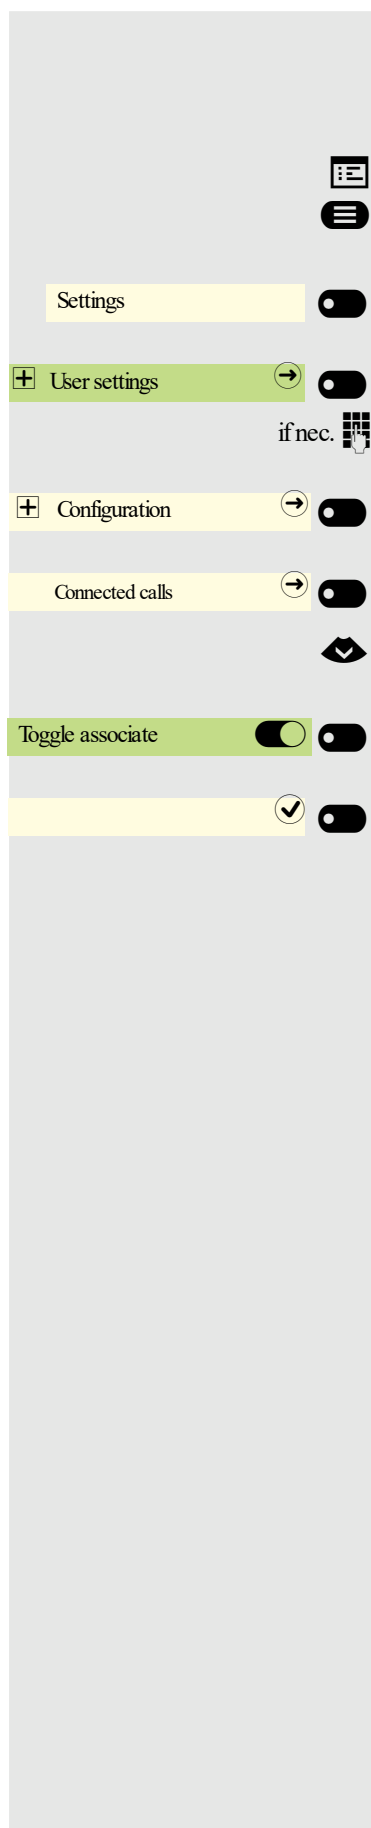 Settings
User settings
if nec.
Configuration
Connected calls
Toggle associate